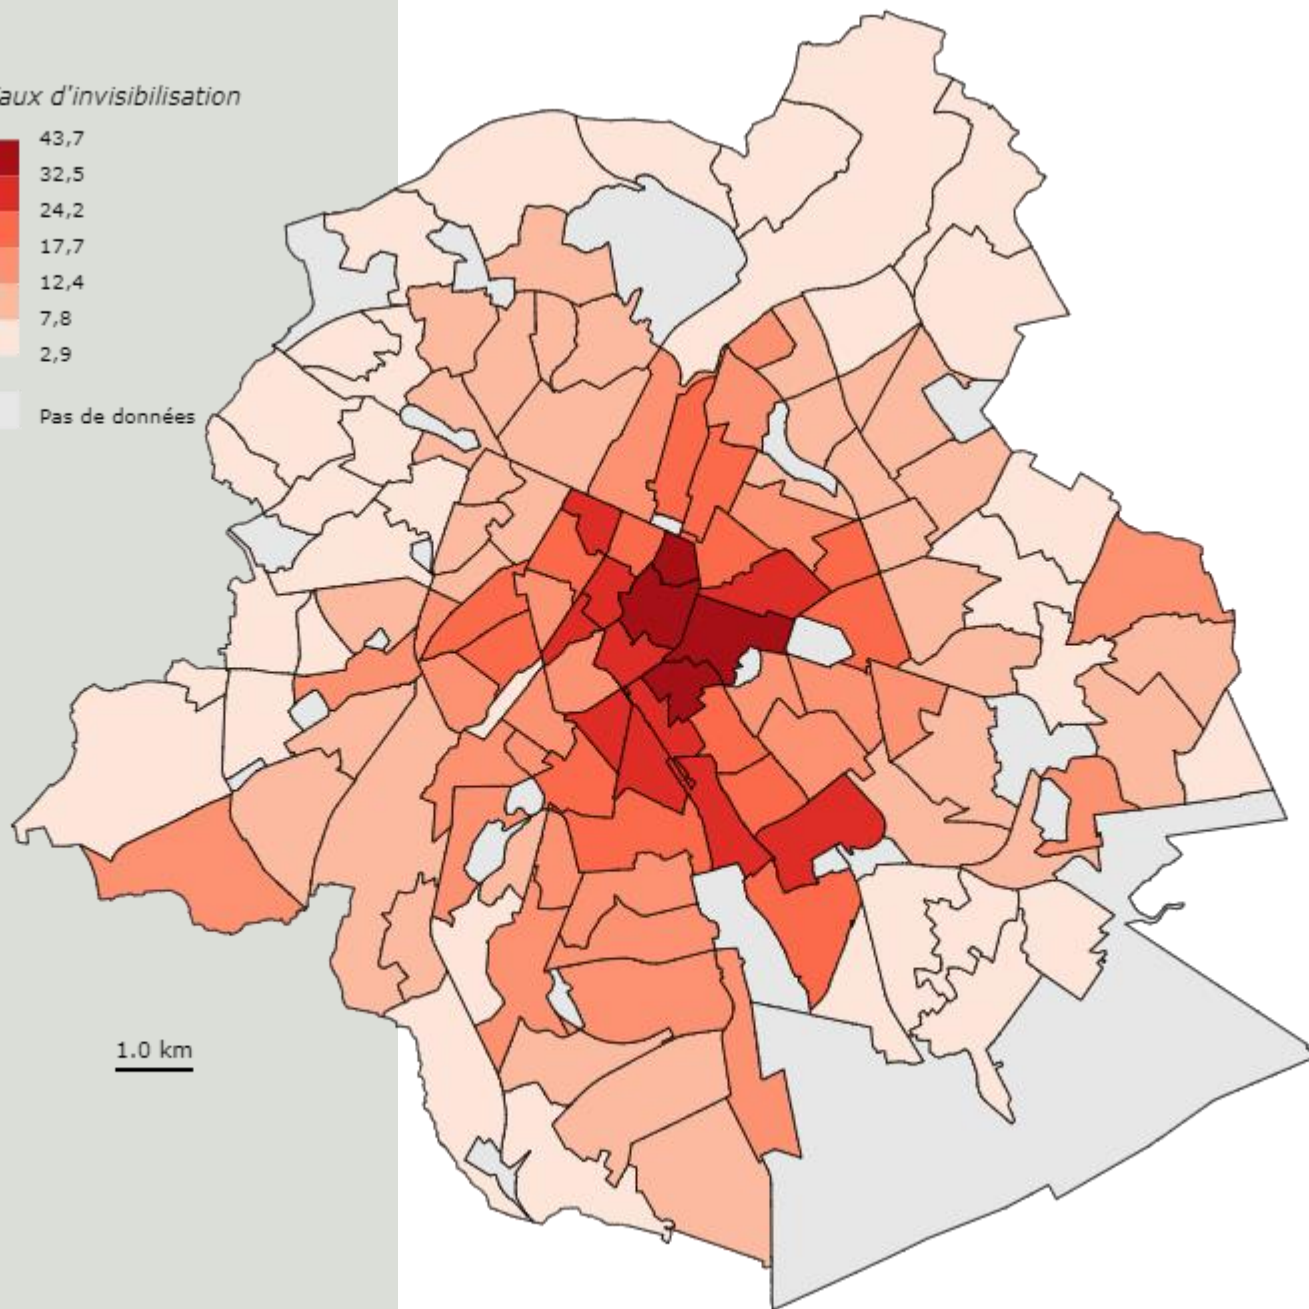 aux d'invisibilisation
43,7
32,5
24,2
17,7
12,4
7,8
2,9
Pas de données
1.0 km